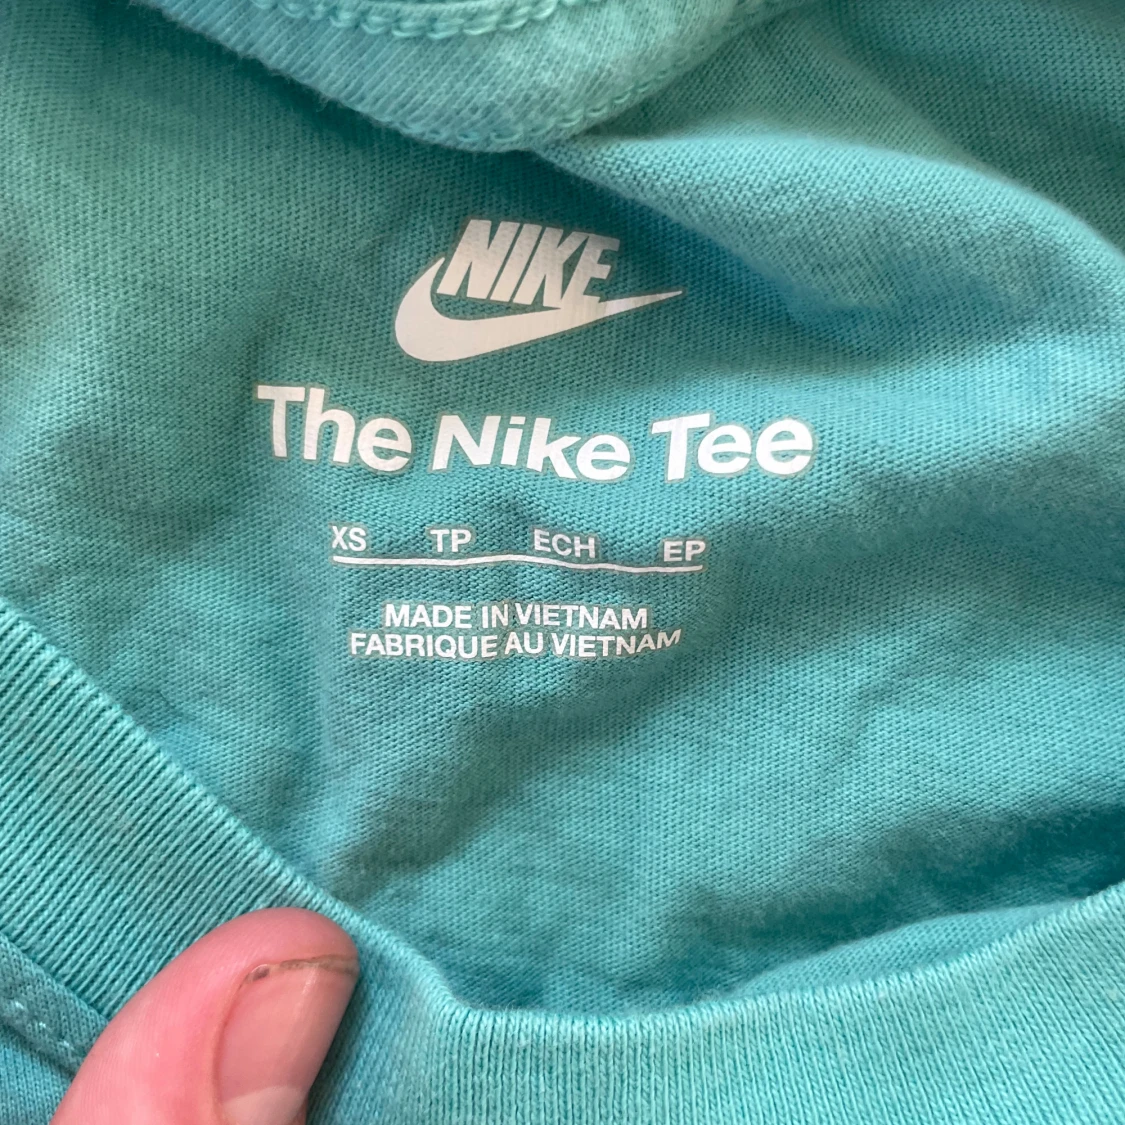 NIKE
The Nike Tee
XS TP ECH EP
MADE IN VIETNAM
FABRIQUE AU VIETNAM